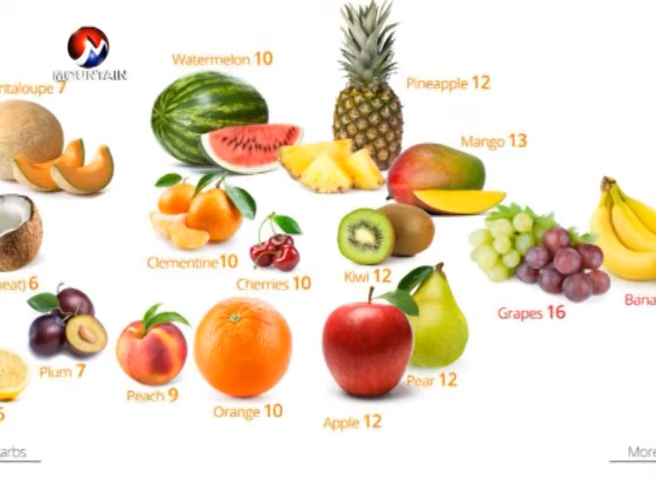 MOUNTAIN
ntaloupe 7
Watermelon 10
Pineapple 12
Mango 13
eat) 6
Clementine 10
Cherries 10
Kiwi 12
Grapes 16
Bana
Plum 7
Peach 9
Orange 10
Apple 12
Pear 12
arbs
More